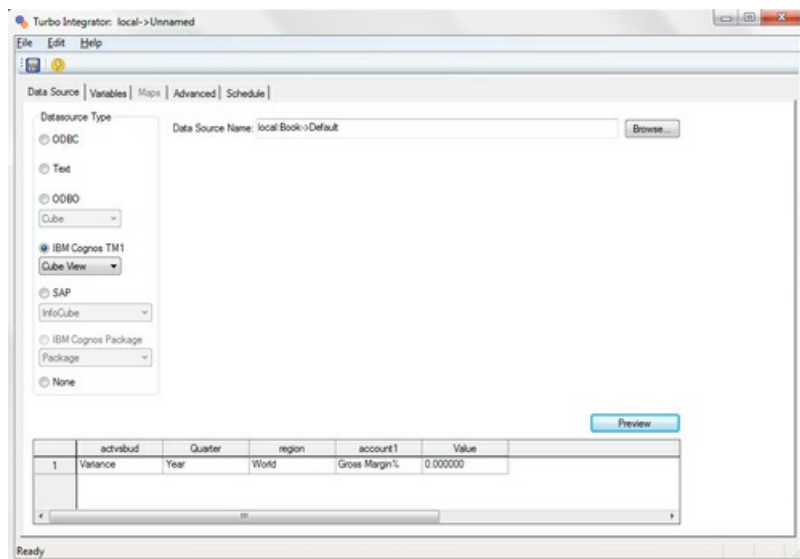 Turbo Integrator: local->Unnamed
File Edit Help
Data Source Variables Maps Advanced Schedule
Datasource Type
Data Source Name: local:Book->Default Browse...
ODBC
Text
ODBO
Cube
IBM Cognos TM1
Cube View
SAP
InfoCube
IBM Cognos Package
Package
None
Preview
actvsbud Quarter region account1 Value
1 Variance Year World Gross Margin% 0.000000
Ready